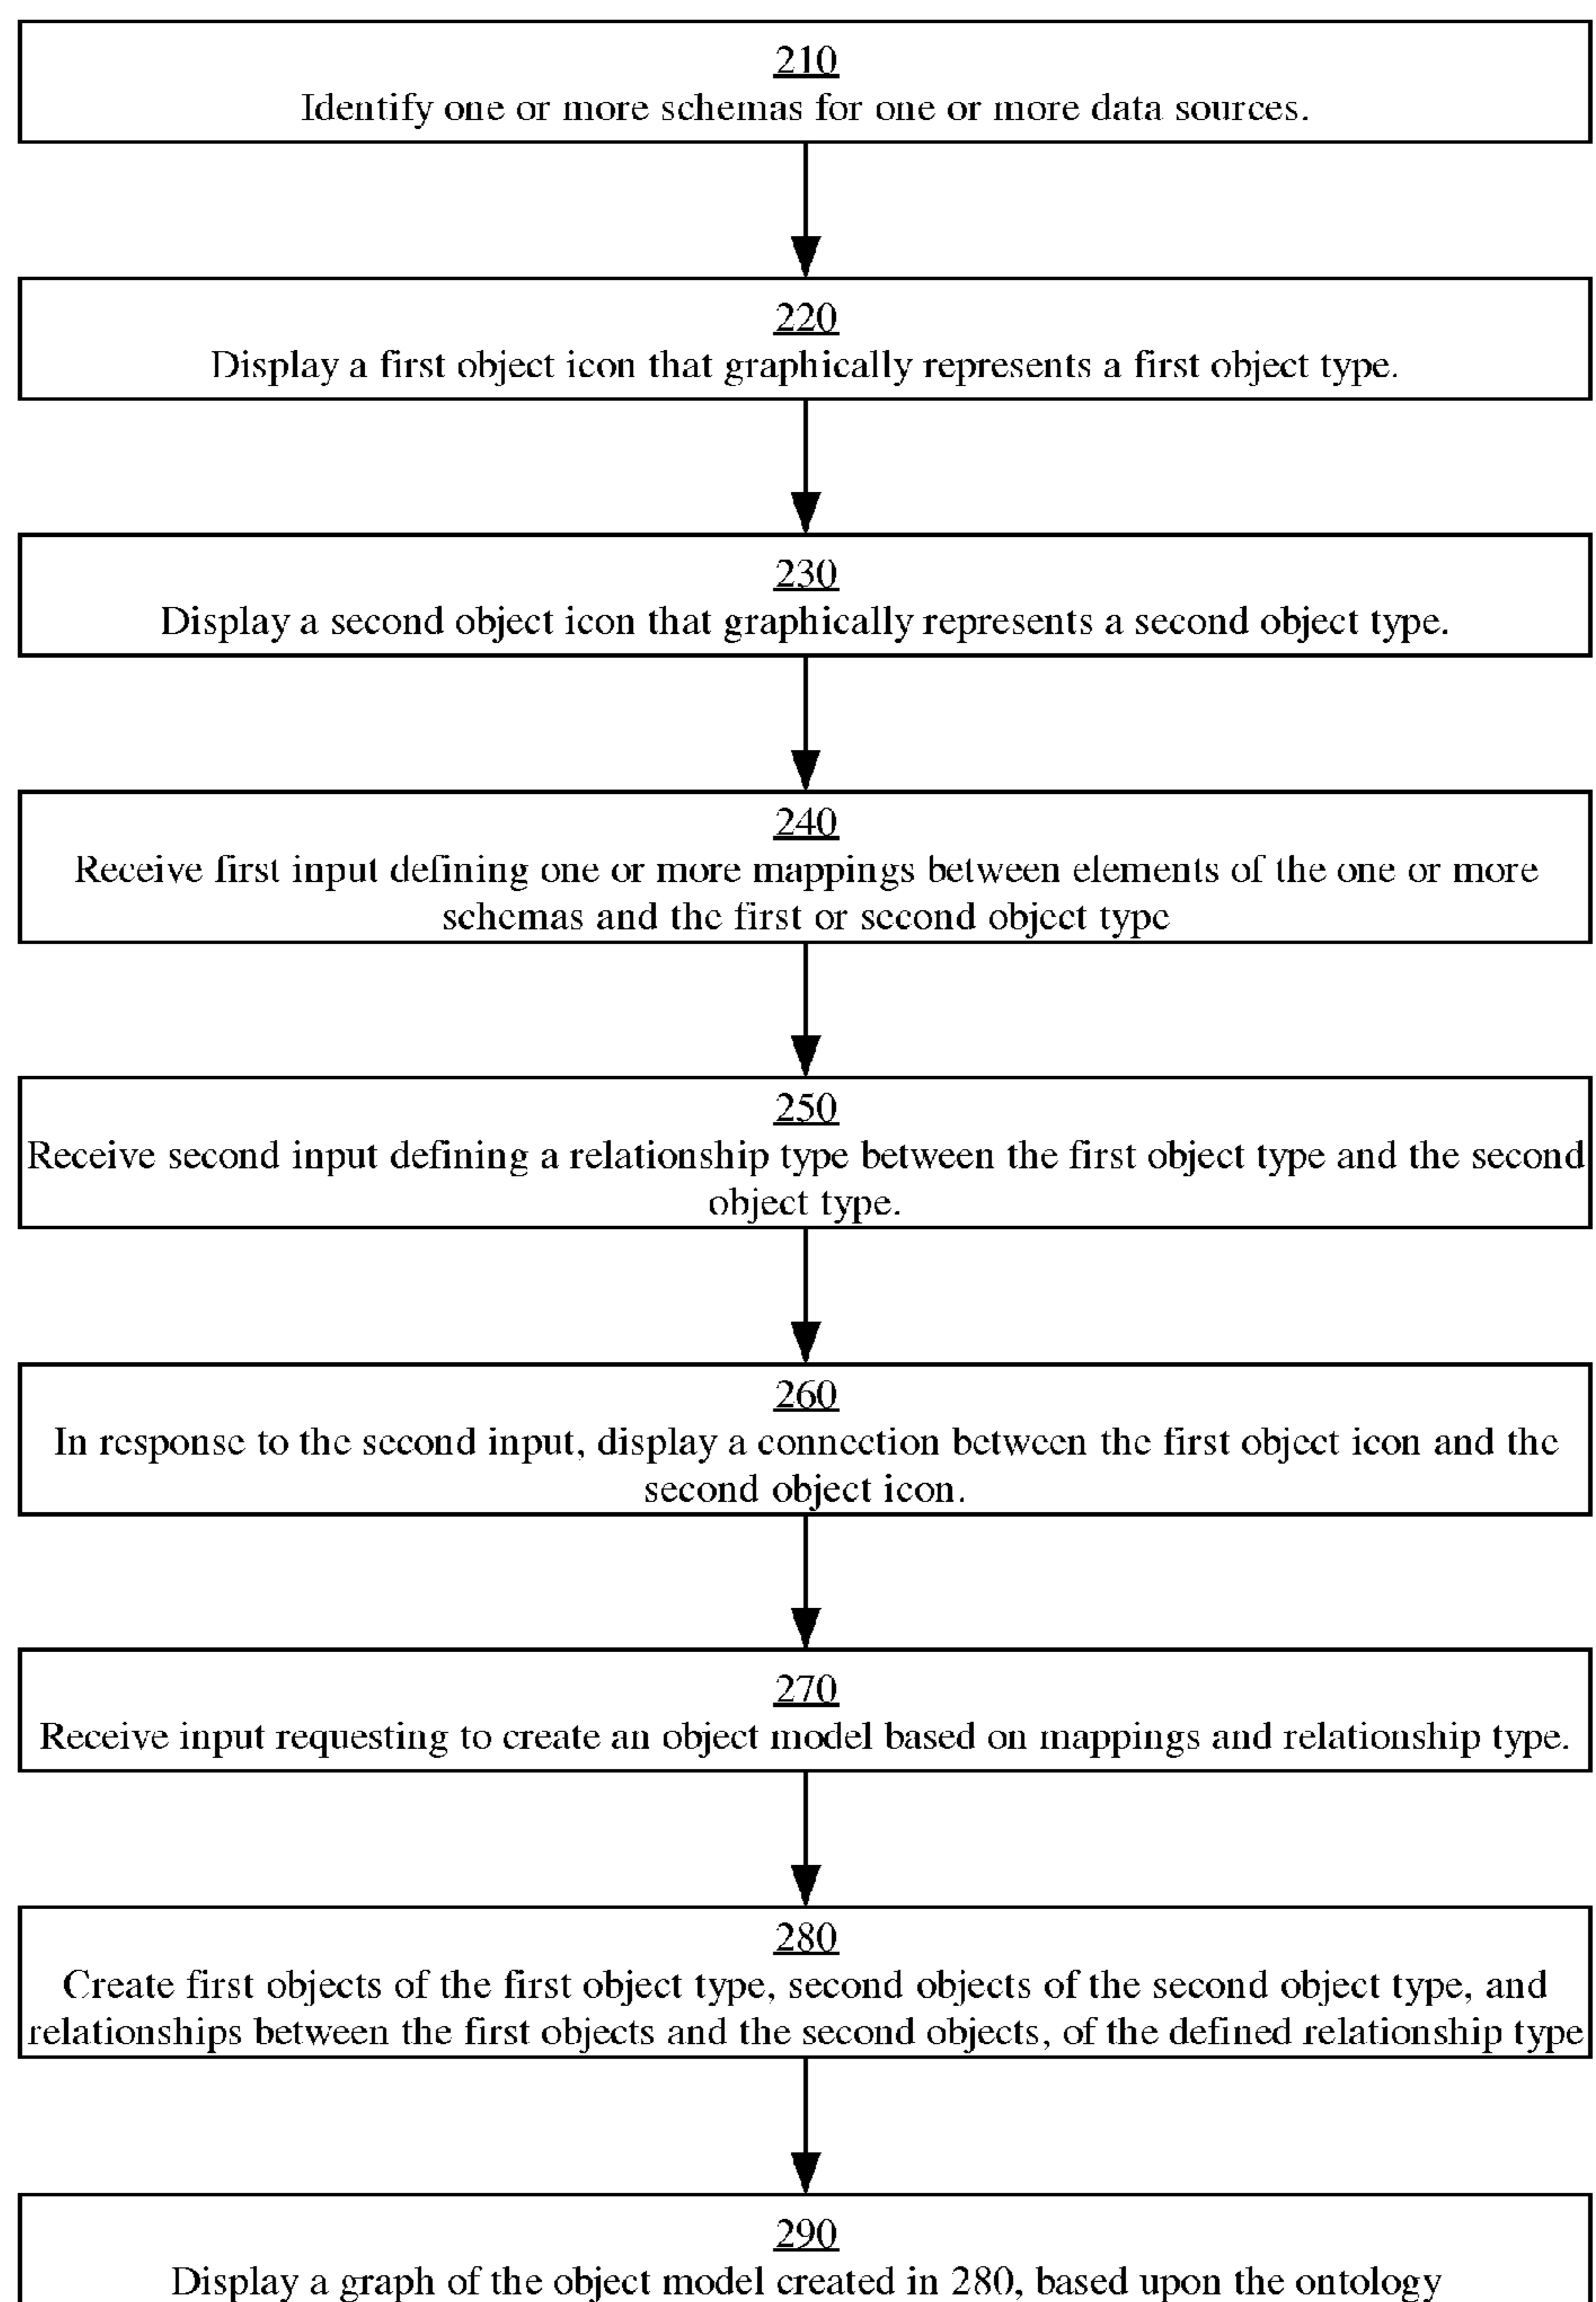 210
Identify one or more schemas for one or more data sources.
220
Display a first object icon that graphically represents a first object type.
230
Display a second object icon that graphically represents a second object type.
240
Receive first input defining one or more mappings between elements of the one or more
schemas and the first or second object type
250
Receive second input defining a relationship type between the first object type and the second
object type.
260
In response to the second input, display a connection between the first object icon and the
second object icon.
270
Receive input requesting to create an object model based on mappings and relationship type.
280
Create first objects of the first object type, second objects of the second object type, and
relationships between the first objects and the second objects, of the defined relationship type
290
Display a graph of the object model created in 280, based upon the ontology